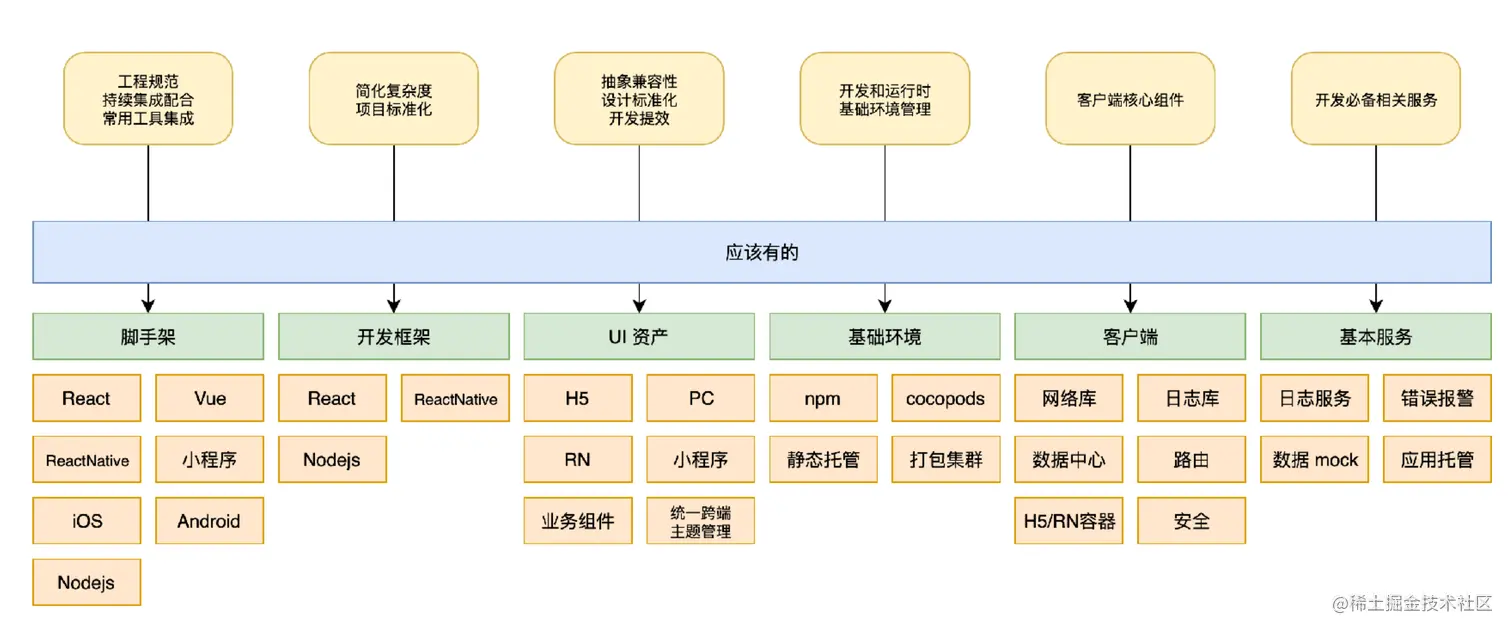 工程规范
持续集成配合
常用工具集成
简化复杂度
项目标准化
抽象兼容性
设计标准化
开发提效
开发和运行时
基础环境管理
客户端核心组件
开发必备相关服务
应该有的
脚手架
开发框架
UI 资产
基础环境
客户端
基本服务
React
Vue
React
ReactNative
H5
PC
npm
cocopods
网络库
日志库
日志服务
错误报警
ReactNative
小程序
Nodejs
RN
小程序
静态托管
打包集群
数据中心
路由
数据 mock
应用托管
iOS
Android
业务组件
统一跨端
主题管理
H5/RN容器
安全
Nodejs
@稀土掘金技术社区